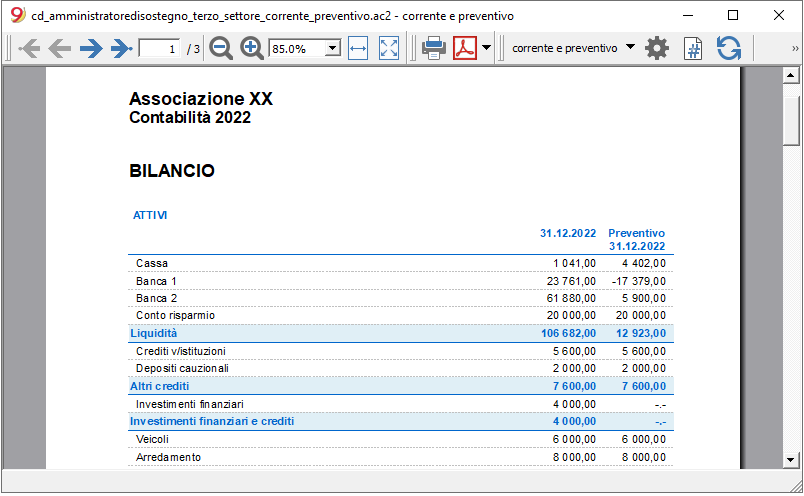 cd_amministratoredisostegno_terzo_settore_corrente_preventivo.ac2 - corrente e preventivo
1 / 3 85.0% corrente e preventivo
Associazione XX
Contabilità 2022
BILANCIO
ATTIVI
31.12.2022 Preventivo
31.12.2022
Cassa 1 041,00 4 402,00
Banca 1 23 761,00 -17 379,00
Banca 2 61 880,00 5 900,00
Conto risparmio 20 000,00 20 000,00
Liquidità 106 682,00 12 923,00
Crediti v/istituzioni 5 600,00 5 600,00
Depositi cauzionali 2 000,00 2 000,00
Altri crediti 7 600,00 7 600,00
Investimenti finanziari 4 000,00 -.-
Investimenti finanziari e crediti 4 000,00 -.-
Veicoli 6 000,00 6 000,00
Arredamento 8 000,00 8 000,00